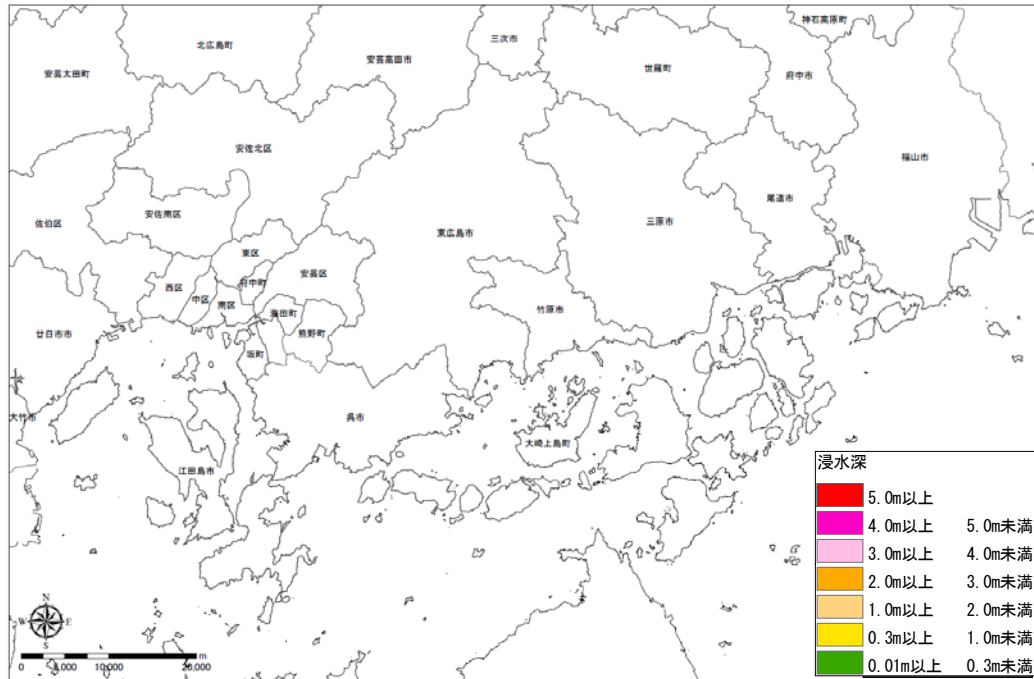 神石高原町
三次市
北広島町
安芸高田市
世羅町
安芸太田町
府中市
安佐北区
福山市
尾道市
安佐南区
佐伯区
三原市
東広島市
東区
安芸区
府中町
西区
中区
南区
竹原市
海田町
廿日市市
熊野町
坂町
大竹市
呉市
大崎上島町
江田島市
浸水深
5.0m以上
4.0m以上 5.0m未満
3.0m以上 4.0m未満
2.0m以上 3.0m未満
1.0m以上 2.0m未満
0.3m以上 1.0m未満
0.01m以上 0.3m未満
N
W E
S
m
0 10,000